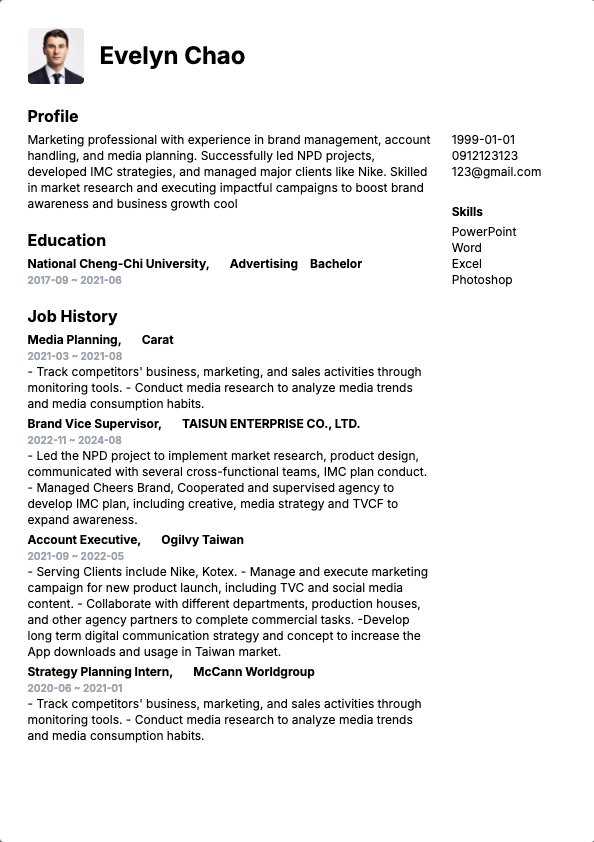 Evelyn Chao
Profile
Marketing professional with experience in brand management, account
handling, and media planning. Successfully led NPD projects,
developed IMC strategies, and managed major clients like Nike. Skilled
in market research and executing impactful campaigns to boost brand
awareness and business growth cool
Education
National Cheng-Chi University, Advertising Bachelor
2017-09 ~ 2021-06
Job History
Media Planning, Carat
2021-03 ~ 2021-08
- Track competitors' business, marketing, and sales activities through
monitoring tools. - Conduct media research to analyze media trends
and media consumption habits.
Brand Vice Supervisor, TAISUN ENTERPRISE CO., LTD.
2022-11 ~ 2024-08
- Led the NPD project to implement market research, product design,
communicated with several cross-functional teams, IMC plan conduct.
- Managed Cheers Brand, Cooperated and supervised agency to
develop IMC plan, including creative, media strategy and TVCF to
expand awareness.
Account Executive, Ogilvy Taiwan
2021-09 ~ 2022-05
- Serving Clients include Nike, Kotex. - Manage and execute marketing
campaign for new product launch, including TVC and social media
content. - Collaborate with different departments, production houses,
and other agency partners to complete commercial tasks. -Develop
long term digital communication strategy and concept to increase the
App downloads and usage in Taiwan market.
Strategy Planning Intern, McCann Worldgroup
2020-06 ~ 2021-01
- Track competitors' business, marketing, and sales activities through
monitoring tools. - Conduct media research to analyze media trends
and media consumption habits.
1999-01-01
0912123123
123@gmail.com
Skills
PowerPoint
Word
Excel
Photoshop